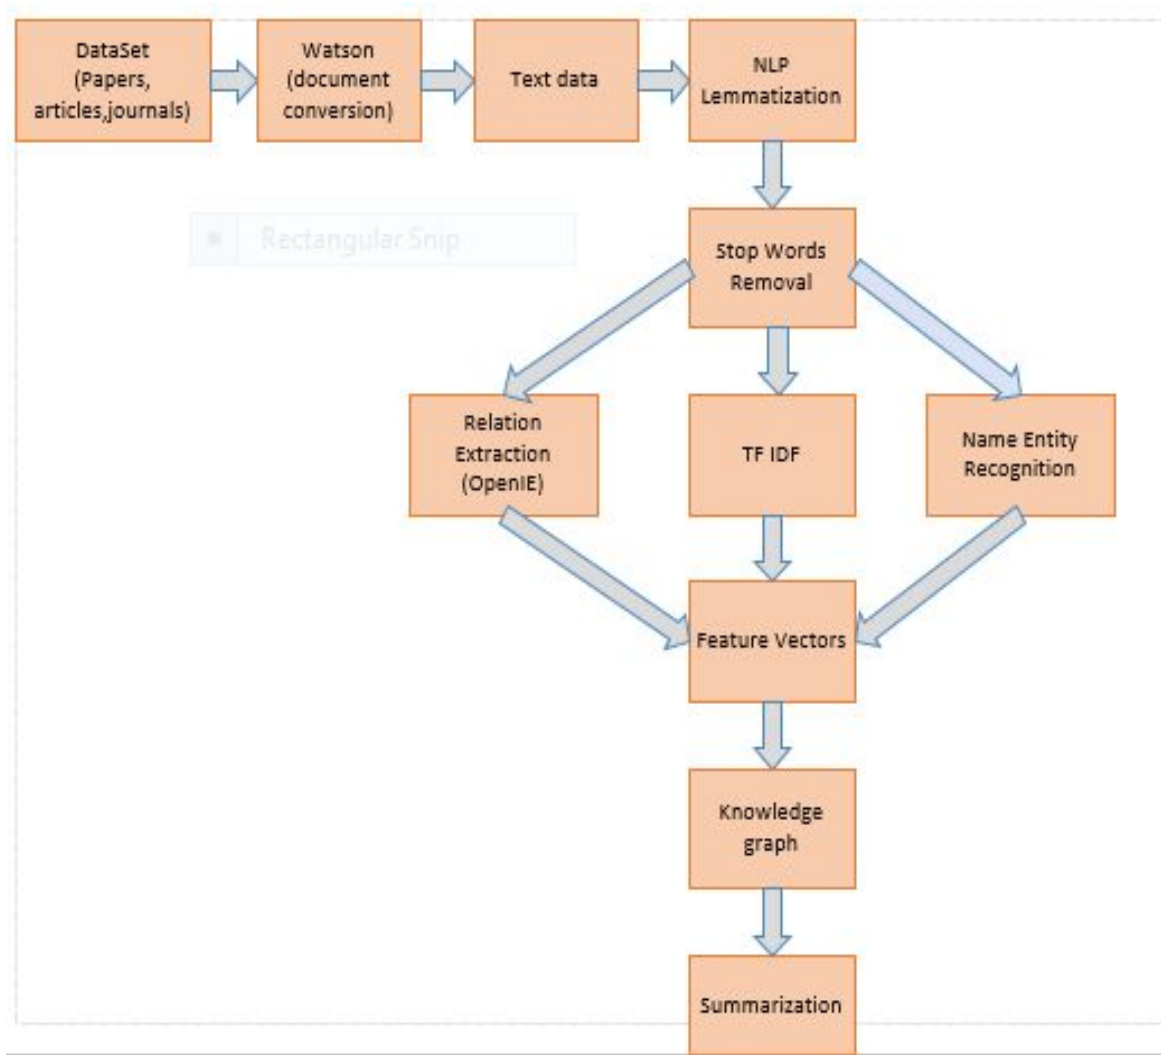 DataSet
(Papers,
articles,journals)
Watson
(document
conversion)
Text data
NLP
Lemmatization
Rectangular Snip
Stop Words
Removal
Relation
Extraction
(OpenIE)
TF IDF
Name Entity
Recognition
Feature Vectors
Knowledge
graph
Summarization